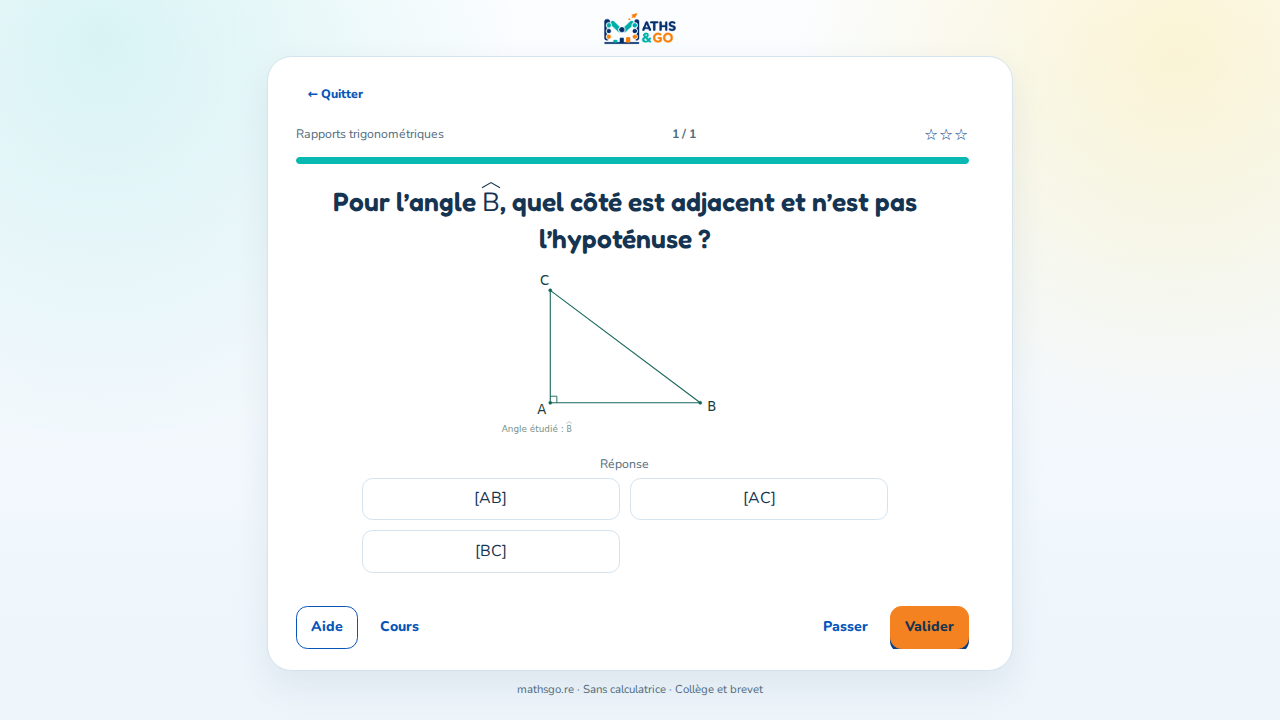 ATHS
&GO
← Quitter
Rapports trigonométriques
1 / 1
☆☆☆
Pour l’angle B̂, quel côté est adjacent et n’est pas
l’hypoténuse ?
C
A
B
Angle étudié : B̂
Réponse
[AB]
[AC]
[BC]
Aide
Cours
Passer
Valider
mathsgo.re · Sans calculatrice · Collège et brevet